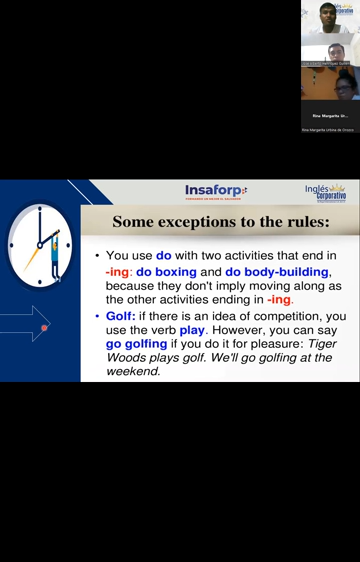 Inglés
Corporativo
Rina Margarita Ur...
Rina Margarita Urbina de Orozco
Insaforp
Inglés
Corporativo
Some exceptions to the rules:
• You use do with two activities that end in
-ing: do boxing and do body-building,
because they don't imply moving along as
the other activities ending in -ing.
• Golf: if there is an idea of competition, you
use the verb play. However, you can say
go golfing if you do it for pleasure: Tiger
Woods plays golf. We'll go golfing at the
weekend.